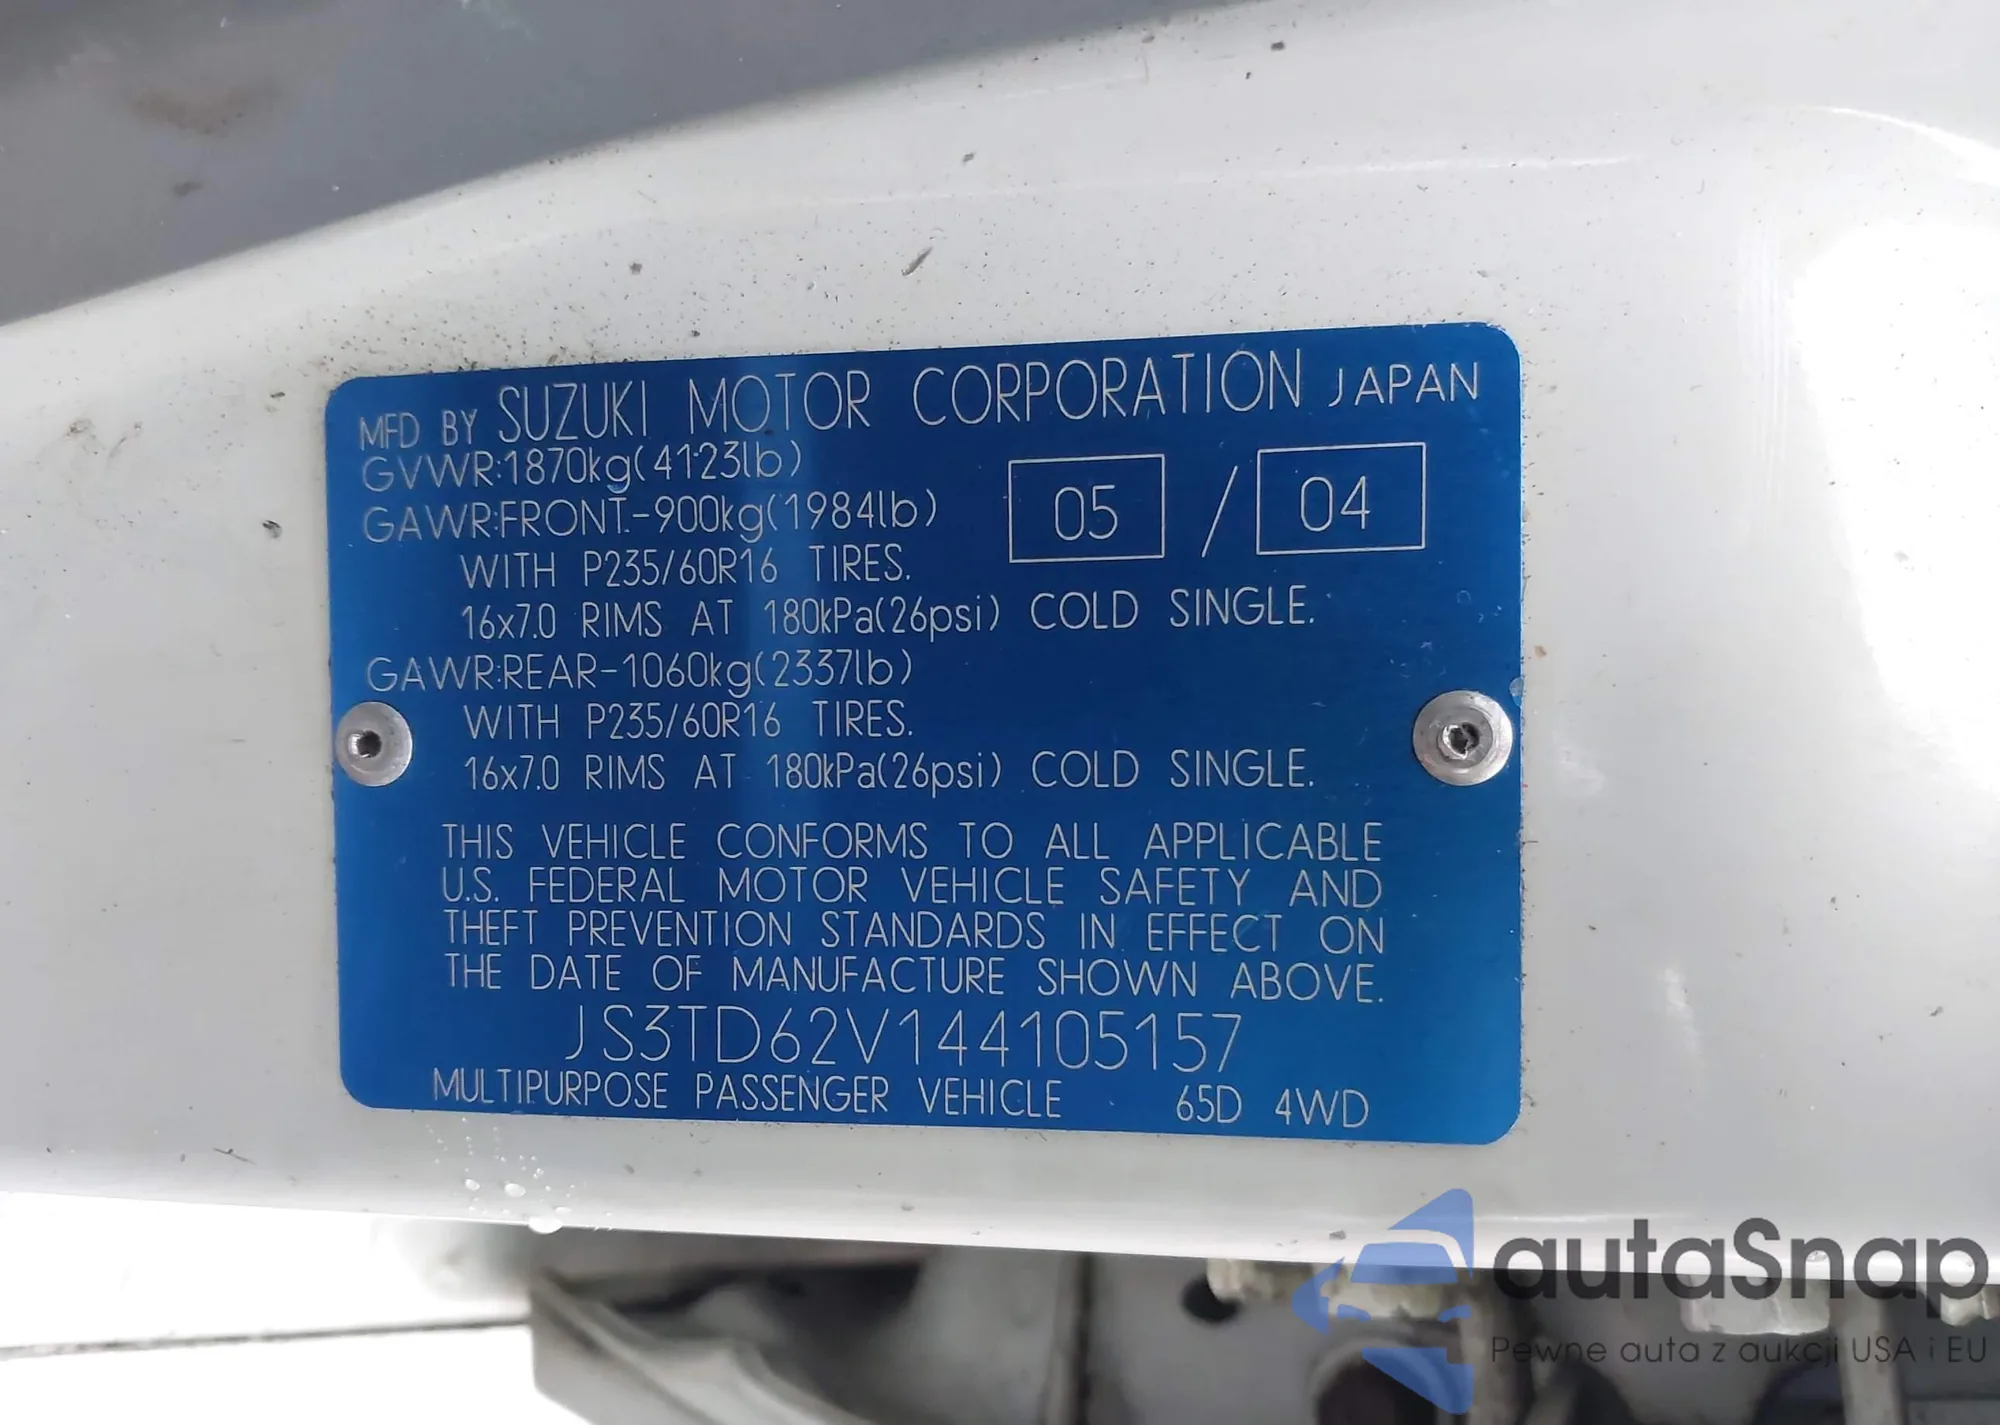 MFD BY SUZUKI MOTOR CORPORATION JAPAN
GVWR:1870kg(4123lb)
05 / 04
GAWR:FRONT-900kg(1984lb)
WITH P235/60R16 TIRES.
16x7.0 RIMS AT 180kPa(26psi) COLD SINGLE.
GAWR:REAR-1060kg(2337lb)
WITH P235/60R16 TIRES.
16x7.0 RIMS AT 180kPa(26psi) COLD SINGLE.
THIS VEHICLE CONFORMS TO ALL APPLICABLE
U.S. FEDERAL MOTOR VEHICLE SAFETY AND
THEFT PREVENTION STANDARDS IN EFFECT ON
THE DATE OF MANUFACTURE SHOWN ABOVE.
JS3TD62V144105157
MULTIPURPOSE PASSENGER VEHICLE 65D 4WD
autaSnap
Pewne auta z aukcji USA i EU